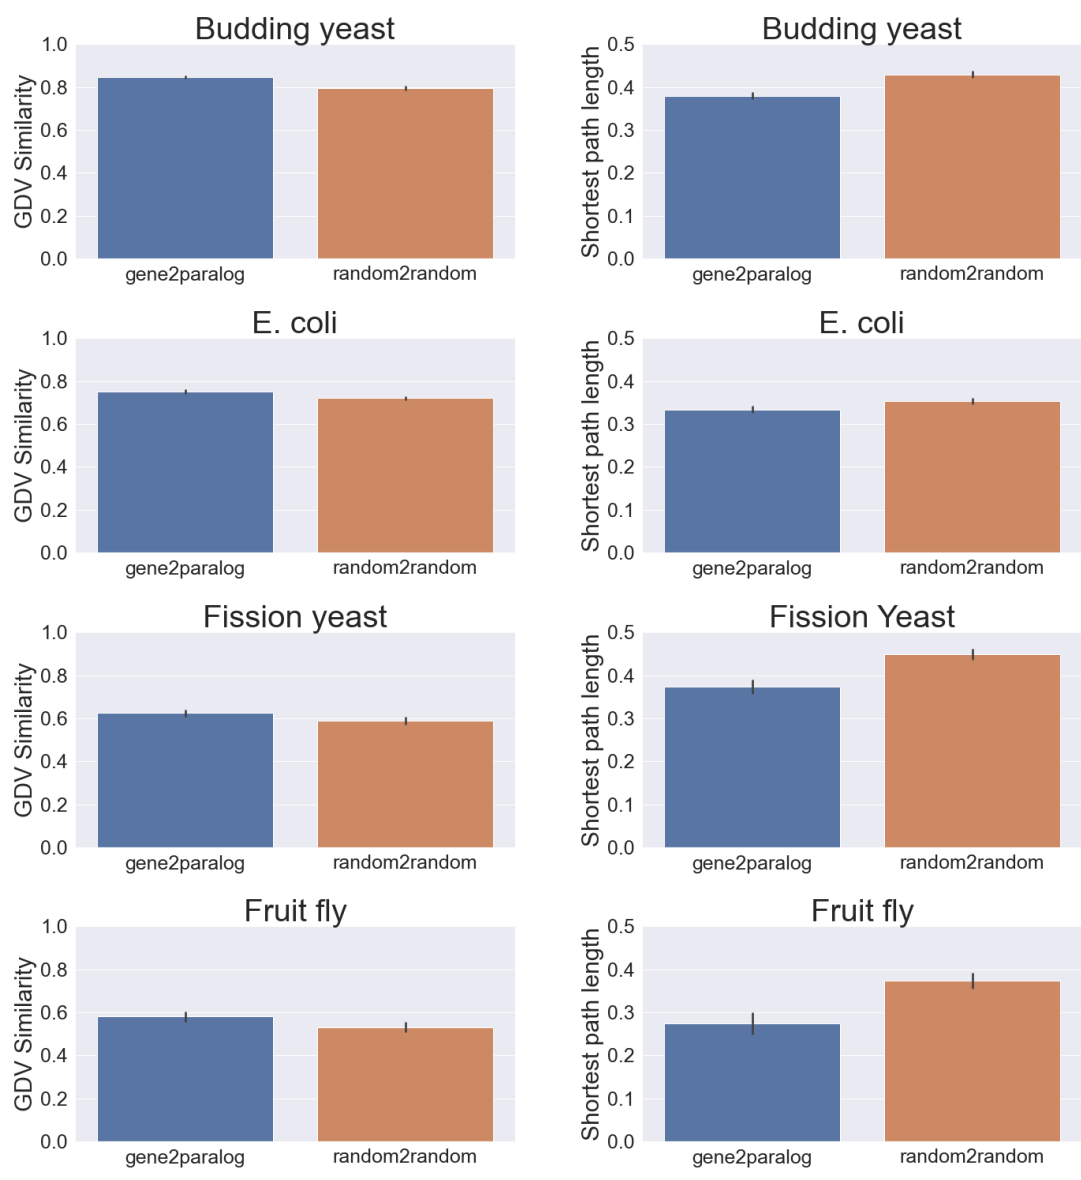 Budding yeast
GDV Similarity
1.0
0.8
0.6
0.4
0.2
0.0
gene2paralog random2random
Budding yeast
Shortest path length
0.5
0.4
0.3
0.2
0.1
0.0
gene2paralog random2random
E. coli
GDV Similarity
1.0
0.8
0.6
0.4
0.2
0.0
gene2paralog random2random
E. coli
Shortest path length
0.5
0.4
0.3
0.2
0.1
0.0
gene2paralog random2random
Fission yeast
GDV Similarity
1.0
0.8
0.6
0.4
0.2
0.0
gene2paralog random2random
Fission Yeast
Shortest path length
0.5
0.4
0.3
0.2
0.1
0.0
gene2paralog random2random
Fruit fly
GDV Similarity
1.0
0.8
0.6
0.4
0.2
0.0
gene2paralog random2random
Fruit fly
Shortest path length
0.5
0.4
0.3
0.2
0.1
0.0
gene2paralog random2random